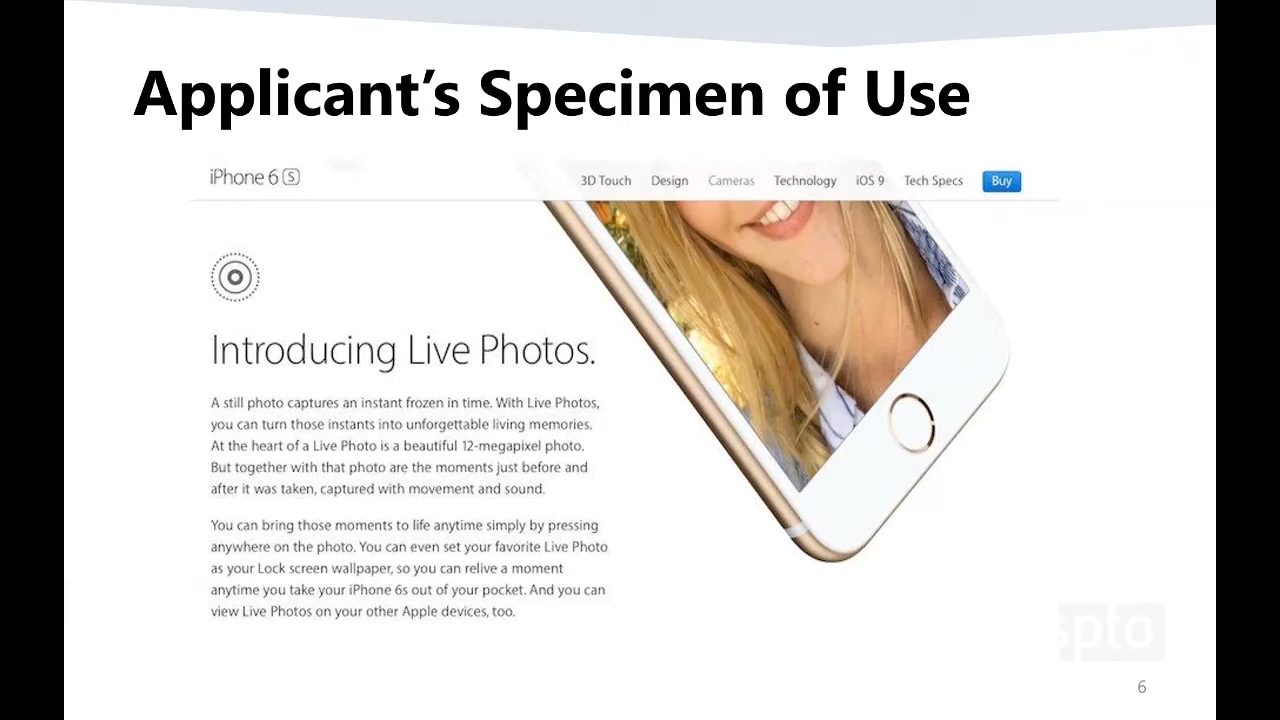 Applicant's Specimen of Use
iPhone 6 S
3D Touch Design Cameras Technology iOS 9 Tech Specs Buy
Introducing Live Photos.
A still photo captures an instant frozen in time. With Live Photos,
you can turn those instants into unforgettable living memories.
At the heart of a Live Photo is a beautiful 12-megapixel photo.
But together with that photo are the moments just before and
after it was taken, captured with movement and sound.
You can bring those moments to life anytime simply by pressing
anywhere on the photo. You can even set your favorite Live Photo
as your Lock screen wallpaper, so you can relive a moment
anytime you take your iPhone 6s out of your pocket. And you can
view Live Photos on your other Apple devices, too.
spto
6